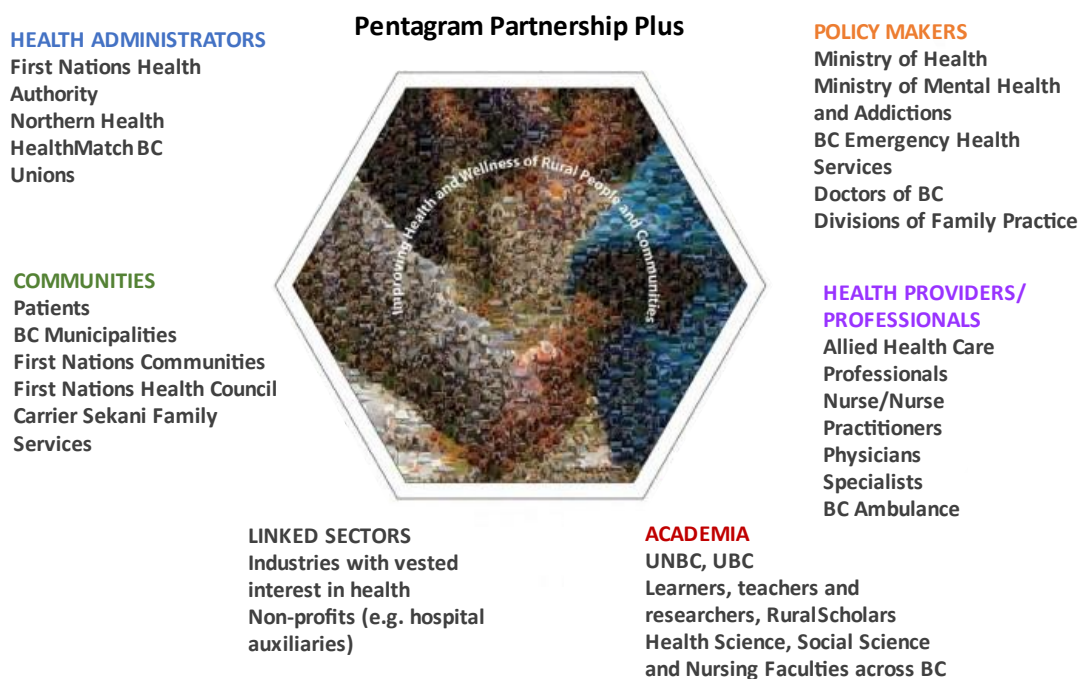 Pentagram Partnership Plus
HEALTH ADMINISTRATORS
First Nations Health
Authority
Northern Health
HealthMatch BC
Unions
POLICY MAKERS
Ministry of Health
Ministry of Mental Health
and Addictions
BC Emergency Health
Services
Doctors of BC
Divisions of Family Practice
Improving Health and Wellness of Rural People and Communities
COMMUNITIES
Patients
BC Municipalities
First Nations Communities
First Nations Health Council
Carrier Sekani Family
Services
HEALTH PROVIDERS/
PROFESSIONALS
Allied Health Care
Professionals
Nurse/Nurse
Practitioners
Physicians
Specialists
BC Ambulance
LINKED SECTORS
Industries with vested
interest in health
Non-profits (e.g. hospital
auxiliaries)
ACADEMIA
UNBC, UBC
Learners, teachers and
researchers, RuralScholars
Health Science, Social Science
and Nursing Faculties across BC